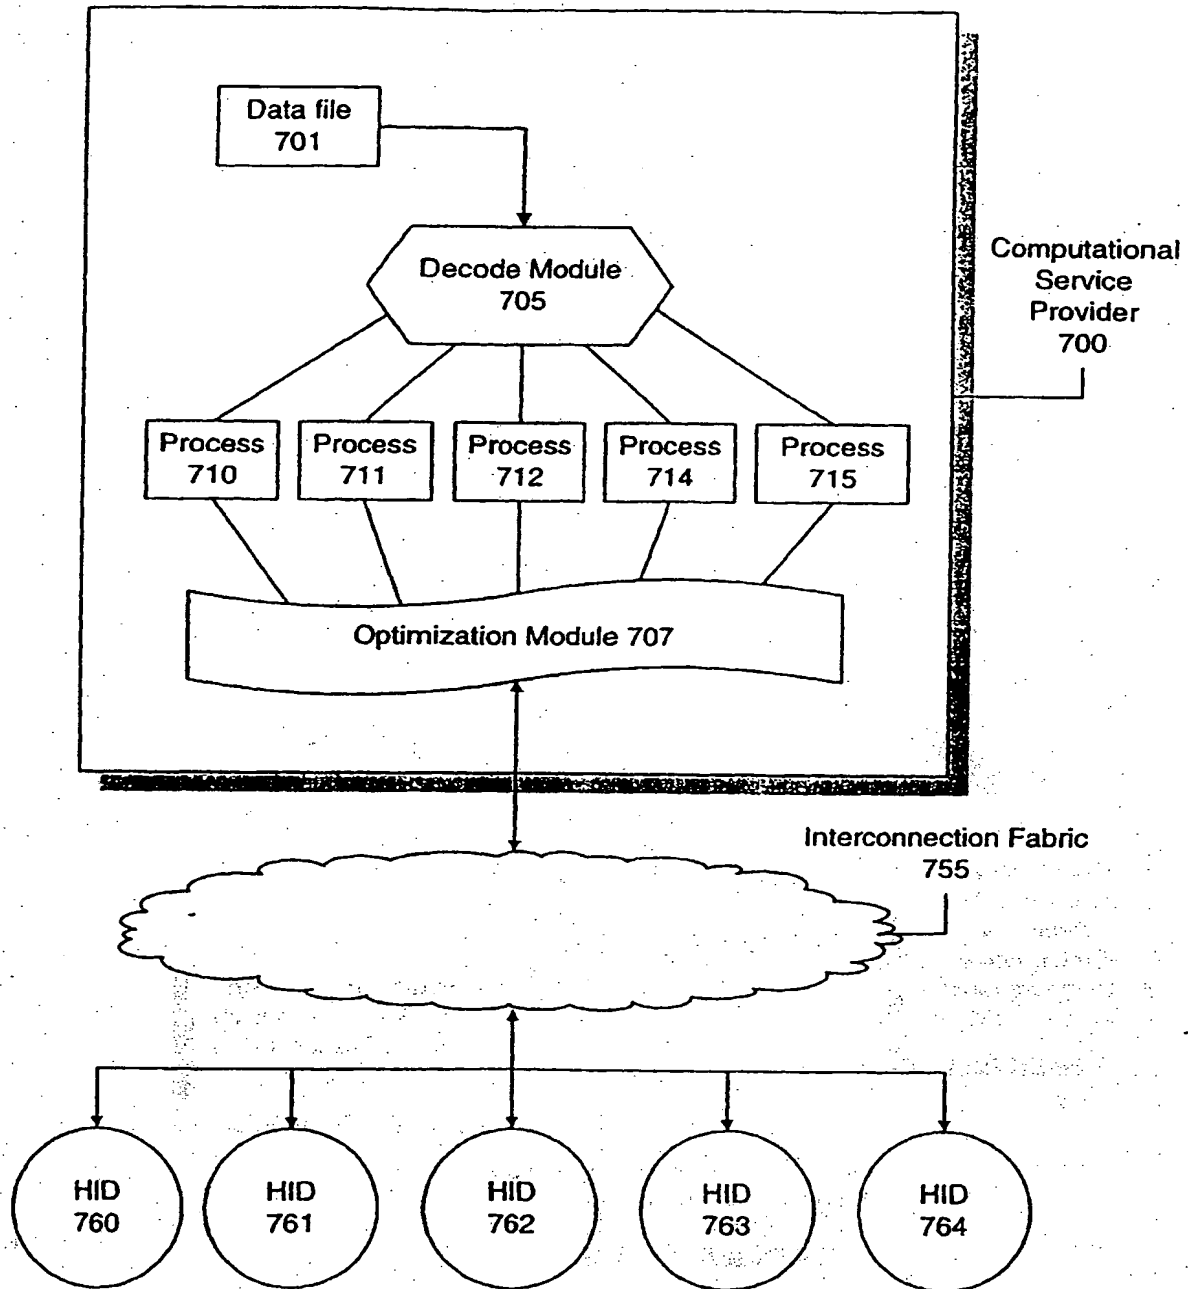 Data file
701
Decode Module
705
Computational
Service
Provider
700
Process
710
Process
711
Process
712
Process
714
Process
715
Optimization Module 707
Interconnection Fabric
755
HID
760
HID
761
HID
762
HID
763
HID
764